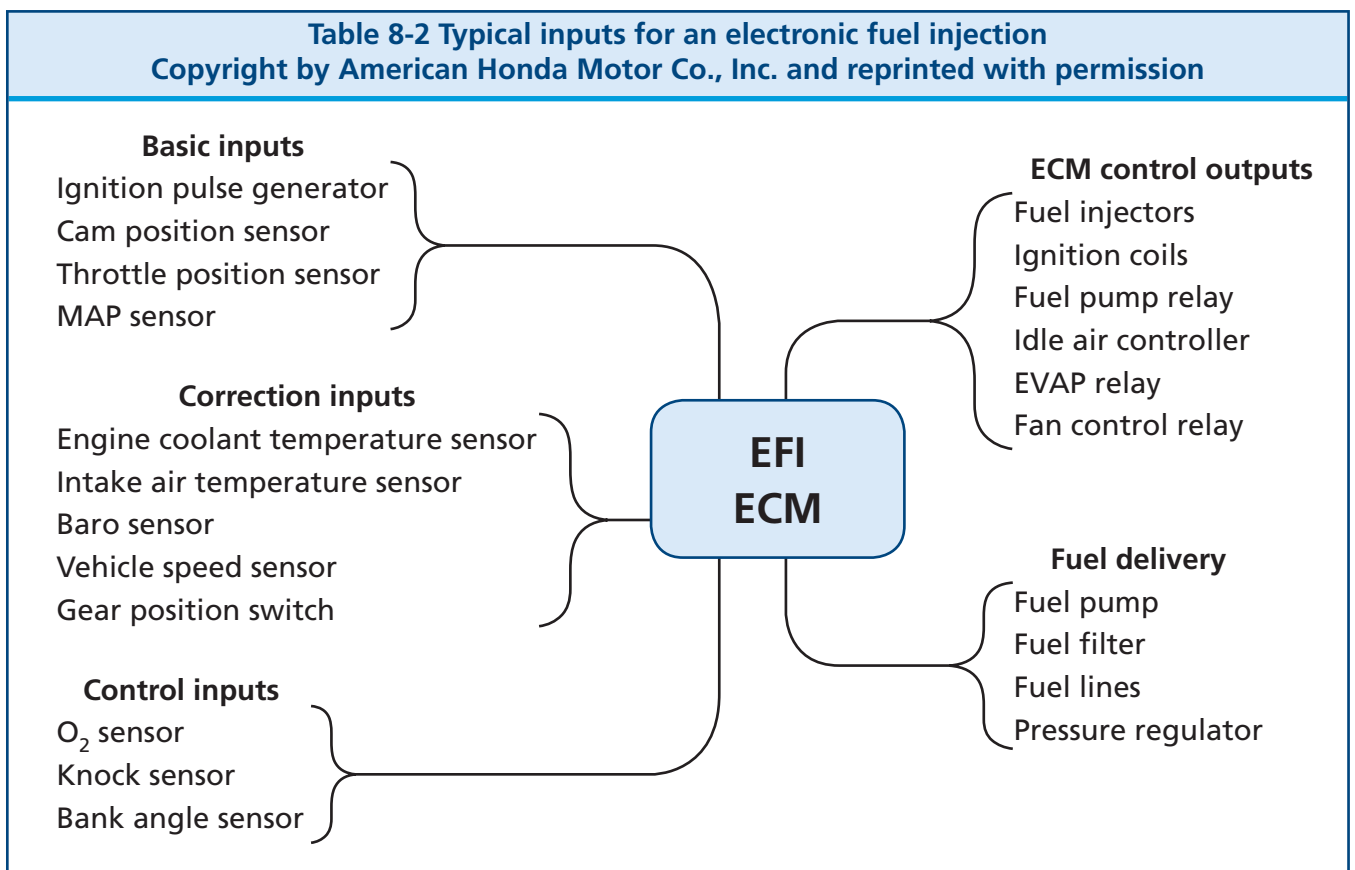 Table 8-2 Typical inputs for an electronic fuel injection
Copyright by American Honda Motor Co., Inc. and reprinted with permission
Basic inputs
Ignition pulse generator
Cam position sensor
Throttle position sensor
MAP sensor
Correction inputs
Engine coolant temperature sensor
Intake air temperature sensor
Baro sensor
Vehicle speed sensor
Gear position switch
Control inputs
O₂ sensor
Knock sensor
Bank angle sensor
EFI
ECM
ECM control outputs
Fuel injectors
Ignition coils
Fuel pump relay
Idle air controller
EVAP relay
Fan control relay
Fuel delivery
Fuel pump
Fuel filter
Fuel lines
Pressure regulator